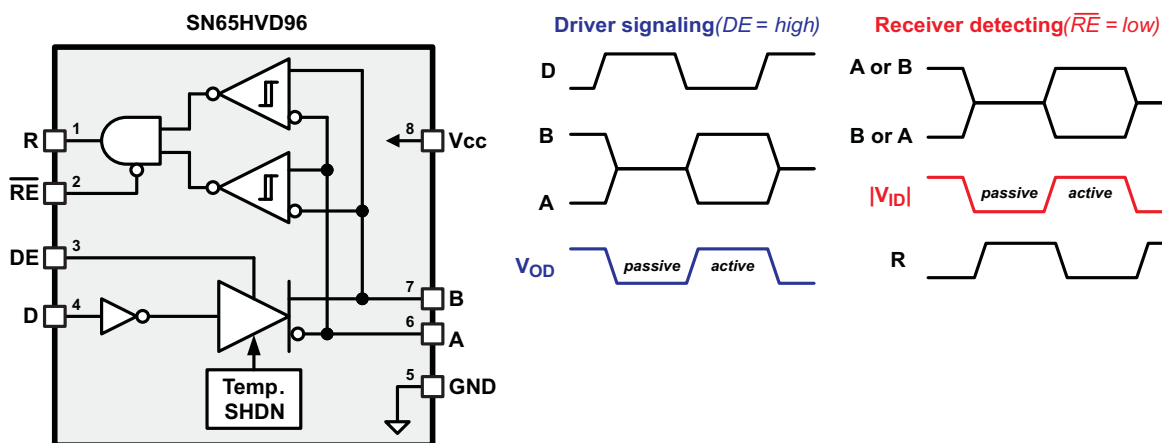 SN65HVD96
R 1
RE 2
DE 3
D 4
8 Vcc
7 B
6 A
5 GND
Temp.
SHDN
Driver signaling(DE = high)
D
B
A
VOD
passive active
Receiver detecting(RE = low)
A or B
B or A
|VID|
passive active
R